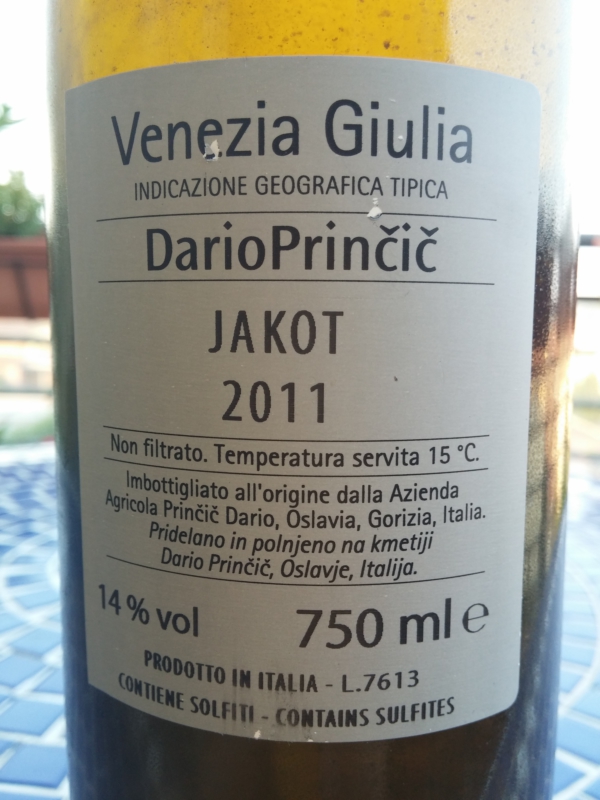 Venezia Giulia
INDICAZIONE GEOGRAFICA TIPICA
DarioPrinčič
JAKOT
2011
Non filtrato. Temperatura servita 15 °C.
Imbottigliato all'origine dalla Azienda
Agricola Prinčič Dario, Oslavia, Gorizia, Italia.
Pridelano in polnjeno na kmetiji
Dario Prinčič, Oslavje, Italija.
14 % vol 750 ml e
PRODOTTO IN ITALIA - L.7613
CONTIENE SOLFITI - CONTAINS SULFITES